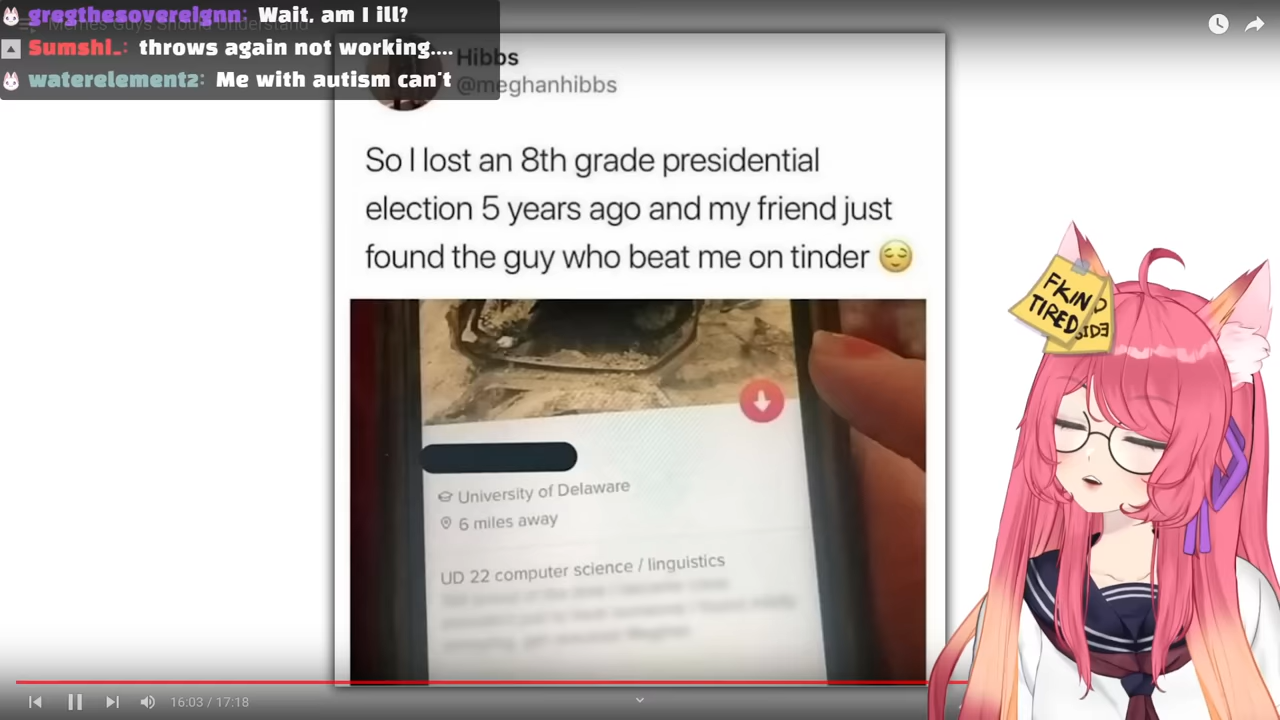 gregthesovereignn: Wait, am I ill?
Sumshi_: throws again not working....
waterelement2: Me with autism can't
Hibbs
@meghanhibbs
So I lost an 8th grade presidential
election 5 years ago and my friend just
found the guy who beat me on tinder 😌
FKIN
TIRED
SIDE
University of Delaware
6 miles away
UD 22 computer science / linguistics
16:03 / 17:18